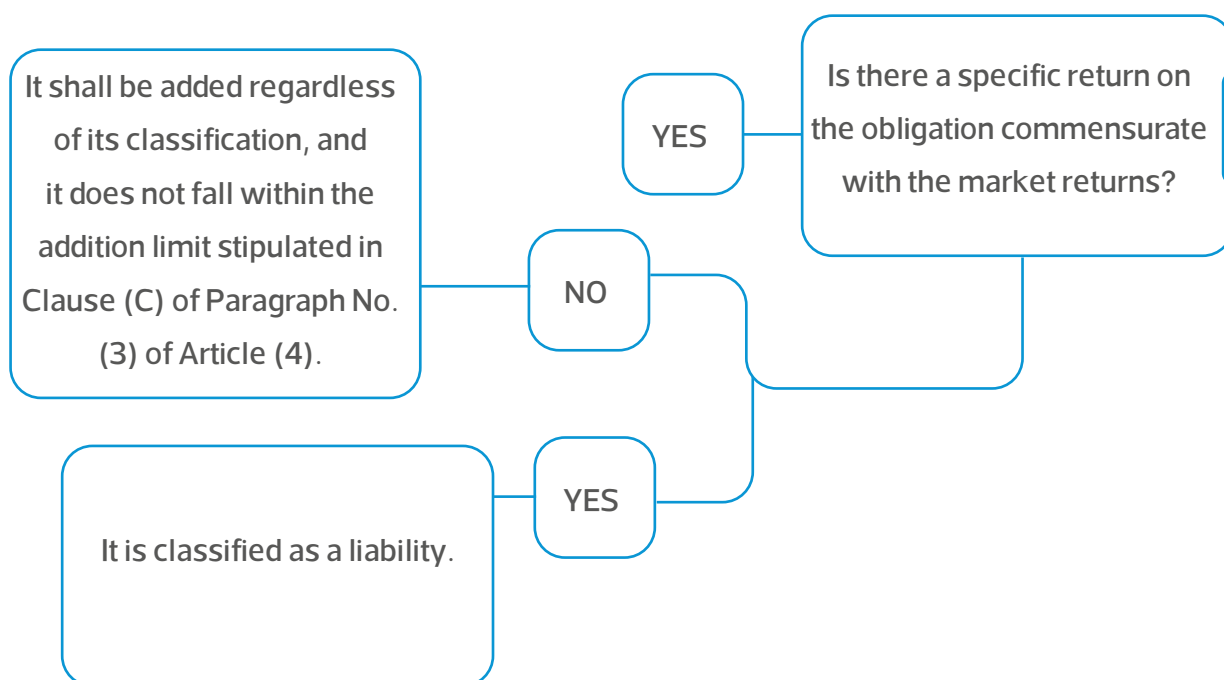 It shall be added regardless
of its classification, and
it does not fall within the
addition limit stipulated in
Clause (C) of Paragraph No.
(3) of Article (4).
YES
Is there a specific return on
the obligation commensurate
with the market returns?
NO
YES
It is classified as a liability.